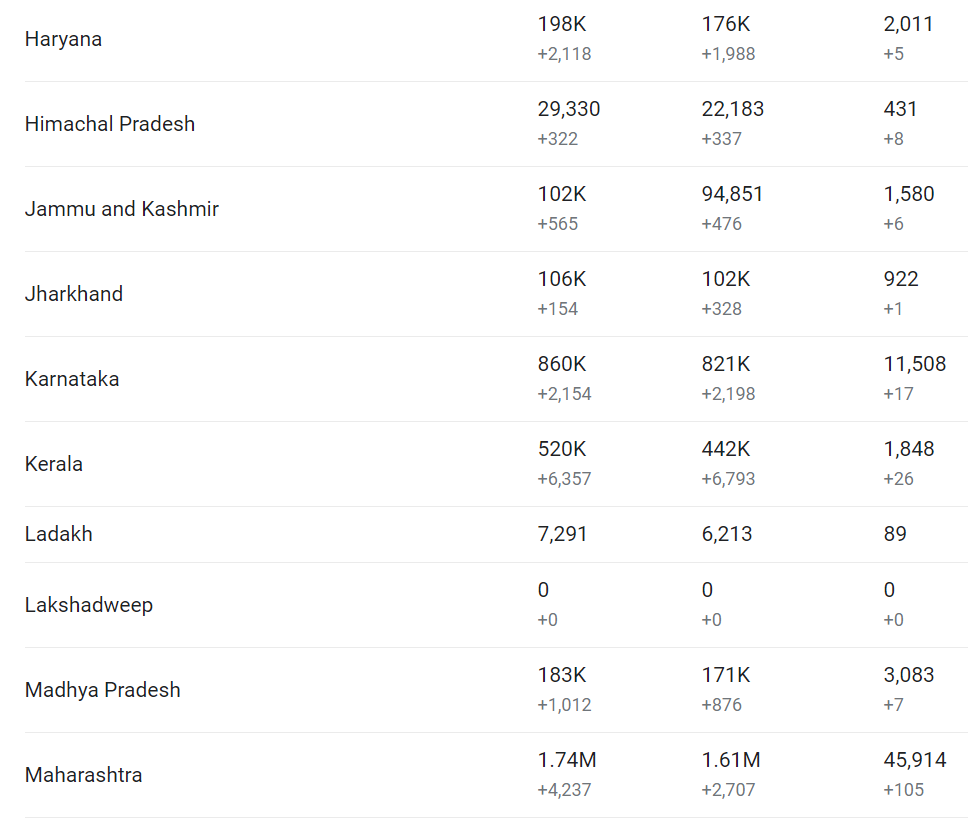 Haryana 198K 176K 2,011
+2,118 +1,988 +5
Himachal Pradesh 29,330 22,183 431
+322 +337 +8
Jammu and Kashmir 102K 94,851 1,580
+565 +476 +6
Jharkhand 106K 102K 922
+154 +328 +1
Karnataka 860K 821K 11,508
+2,154 +2,198 +17
Kerala 520K 442K 1,848
+6,357 +6,793 +26
Ladakh 7,291 6,213 89
Lakshadweep 0 0 0
+0 +0 +0
Madhya Pradesh 183K 171K 3,083
+1,012 +876 +7
Maharashtra 1.74M 1.61M 45,914
+4,237 +2,707 +105